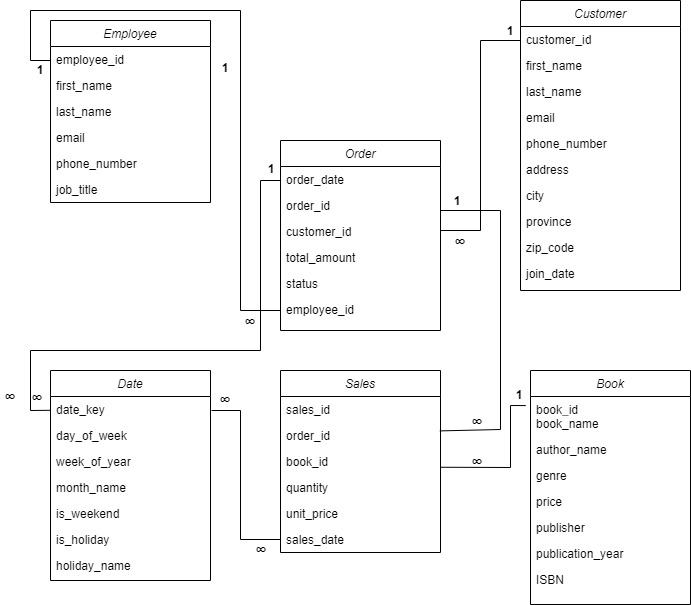 Employee
employee_id
first_name
last_name
email
phone_number
job_title
1
1
Customer
customer_id
first_name
last_name
email
phone_number
address
city
province
zip_code
join_date
1
Order
order_date
order_id
customer_id
total_amount
status
employee_id
1
1
∞
∞
Date
date_key
day_of_week
week_of_year
month_name
is_weekend
is_holiday
holiday_name
∞
∞
∞
Sales
sales_id
order_id
book_id
quantity
unit_price
sales_date
∞
∞
∞
Book
book_id
book_name
author_name
genre
price
publisher
publication_year
ISBN
1